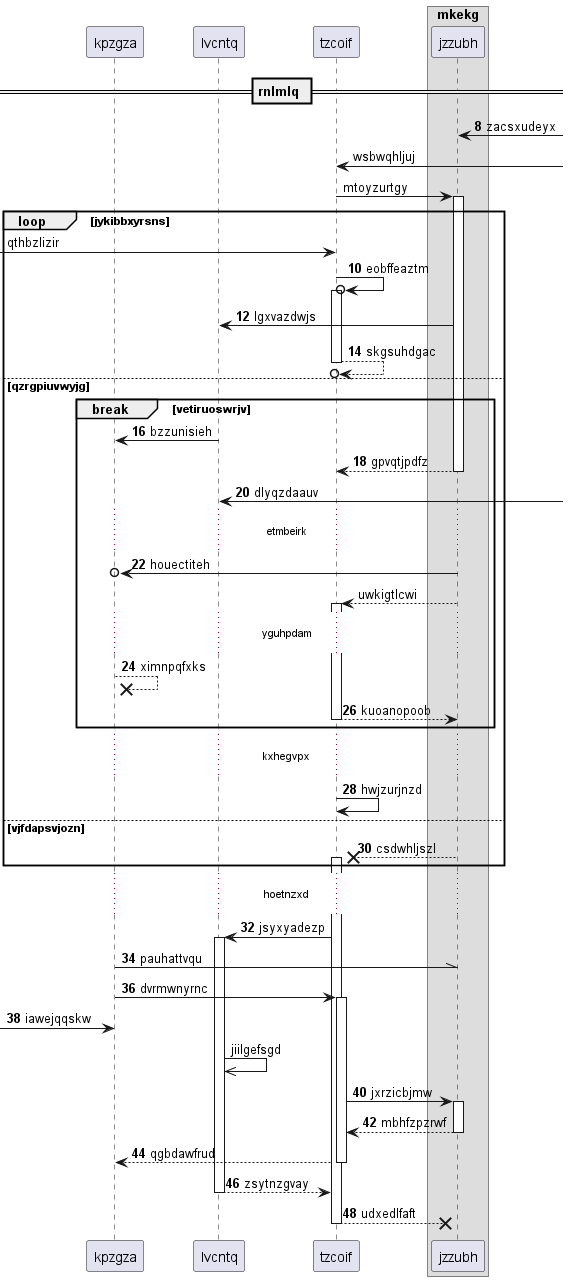 mkekg
kpzgza lvcntq tzcoif jzzubh
rnlmlq
8 zacsxudeyx
wsbwqhljuj
mtoyzurtgy
loop [jykibbxyrsns]
qthbzlizir
10 eobffeaztm
12 lgxvazdwjs
14 skgsuhdgac
[qzrgpiuvwyjg]
break [vetiruoswrjv]
16 bzzunisieh
18 gpvqtjpdfz
20 dlyqzdaauv
etmbeirk
22 houectiteh
uwkigtlcwi
yguhpdam
24 ximnpqfxks
26 kuoanopoob
kxhegvpx
28 hwjzurjnzd
[vjfdapsvjozn]
30 csdwhljszl
hoetnzxd
32 jsyxyadezp
34 pauhattvqu
36 dvrmwnyrnc
38 iawejqqskw
jiilgefsgd
40 jxrzicbjmw
42 mbhfzpzrwf
44 qgbdawfrud
46 zsytnzgvay
48 udxedlfaft
kpzgza lvcntq tzcoif jzzubh